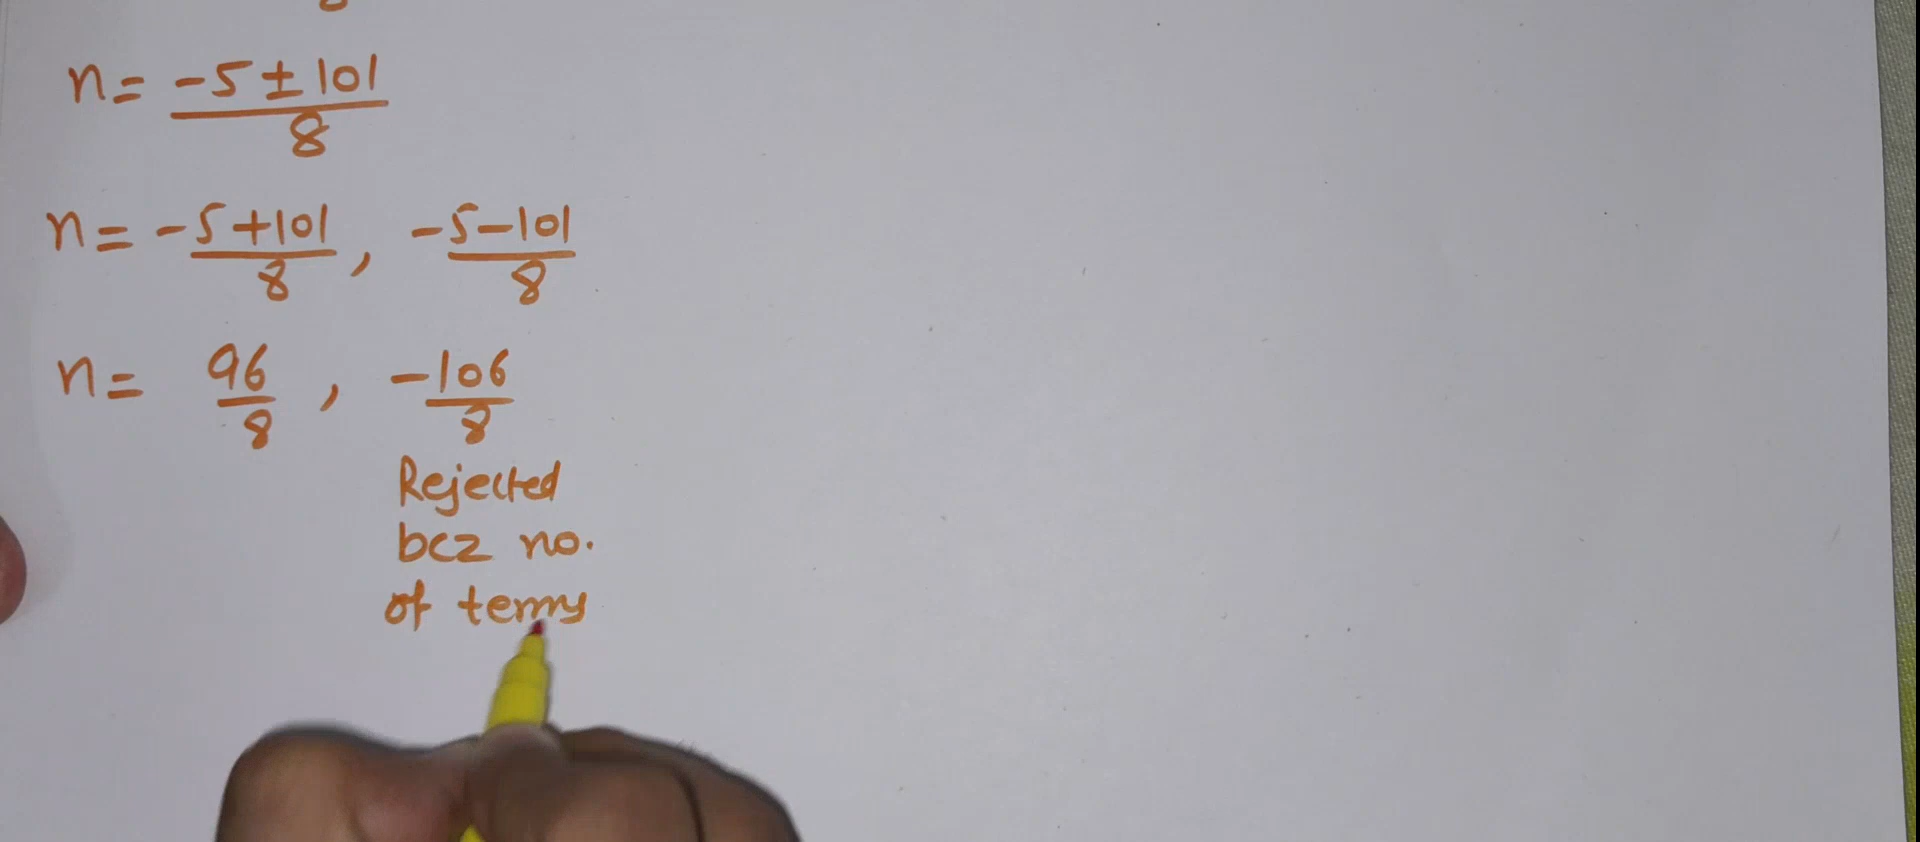 n = -5 ± 101 / 8
n = -5 + 101 / 8 , -5 - 101 / 8
n = 96 / 8 , -106 / 8
Rejected
bcz no.
of terms